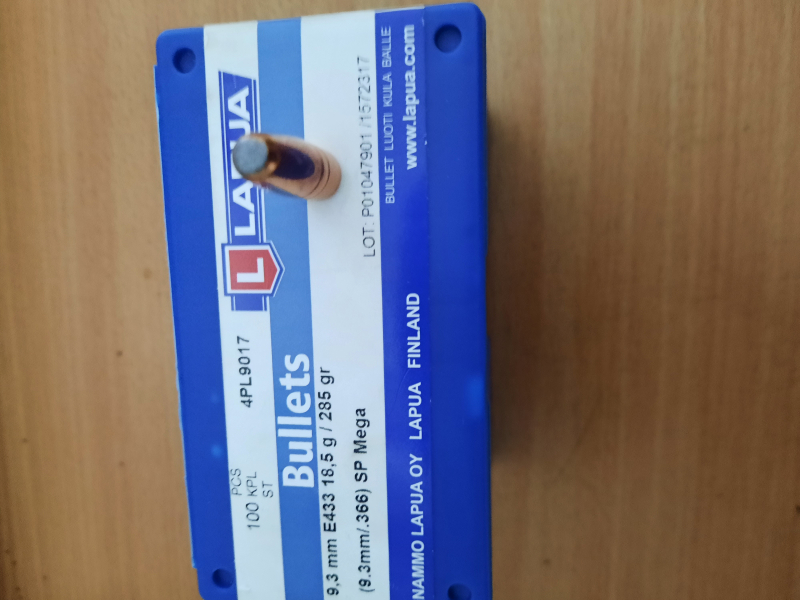 PCS
100 KPL
ST
4PL9017
L LAPUA
Bullets
9,3 mm E433 18,5 g / 285 gr
(9.3mm/.366) SP Mega
LOT: P01047901 /1572317
BULLET LUOTI KULA BALLE
NAMMO LAPUA OY LAPUA FINLAND
www.lapua.com